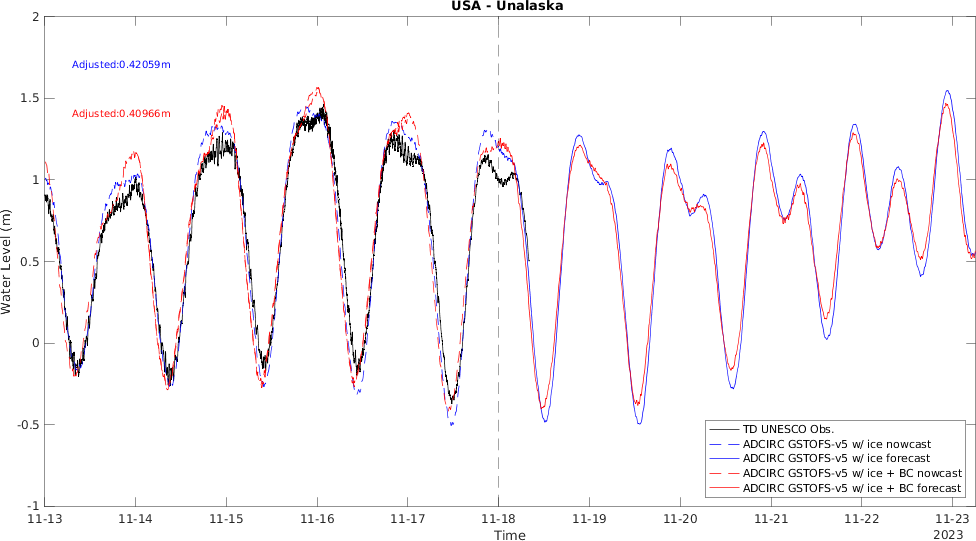 USA - Unalaska
Water Level (m)
2
1.5
1
0.5
0
-0.5
-1
Adjusted:0.42059m
Adjusted:0.40966m
TD UNESCO Obs.
ADCIRC GSTOFS-v5 w/ ice nowcast
ADCIRC GSTOFS-v5 w/ ice forecast
ADCIRC GSTOFS-v5 w/ ice + BC nowcast
ADCIRC GSTOFS-v5 w/ ice + BC forecast
11-13 11-14 11-15 11-16 11-17 11-18 11-19 11-20 11-21 11-22 11-23
Time
2023